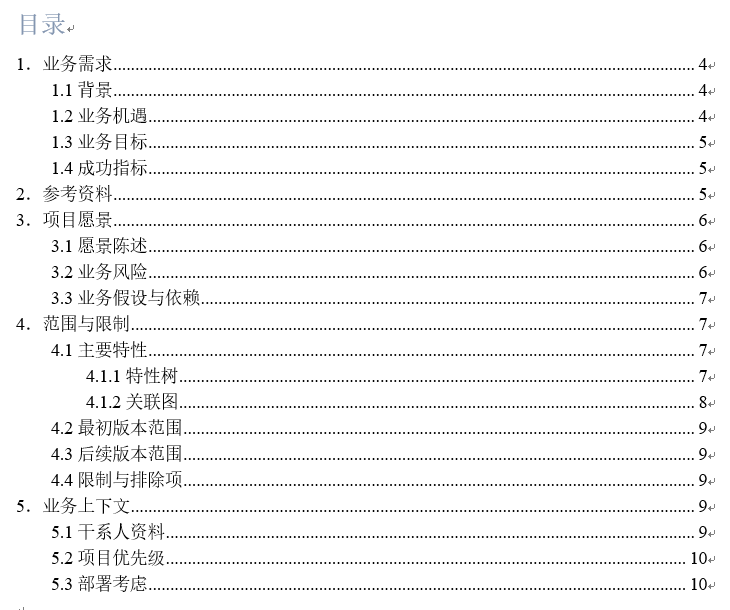 目录
1．业务需求 4
1.1 背景 4
1.2 业务机遇 4
1.3 业务目标 5
1.4 成功指标 5
2．参考资料 5
3．项目愿景 6
3.1 愿景陈述 6
3.2 业务风险 6
3.3 业务假设与依赖 7
4．范围与限制 7
4.1 主要特性 7
4.1.1 特性树 7
4.1.2 关联图 8
4.2 最初版本范围 9
4.3 后续版本范围 9
4.4 限制与排除项 9
5．业务上下文 9
5.1 干系人资料 9
5.2 项目优先级 10
5.3 部署考虑 10